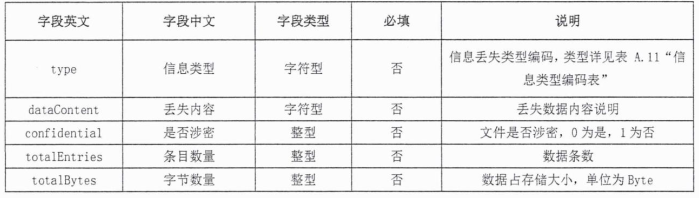 字段英文 字段中文 字段类型 必填 说明
type 信息类型 字符型 否 信息丢失类型编码，类型详见表 A.11“信
息类型编码表”
dataContent 丢失内容 字符型 否 丢失数据内容说明
confidential 是否涉密 整型 否 文件是否涉密，0为是，1为否
totalEntries 条目数量 整型 否 数据条数
totalBytes 字节数量 整型 否 数据占存储大小，单位为Byte